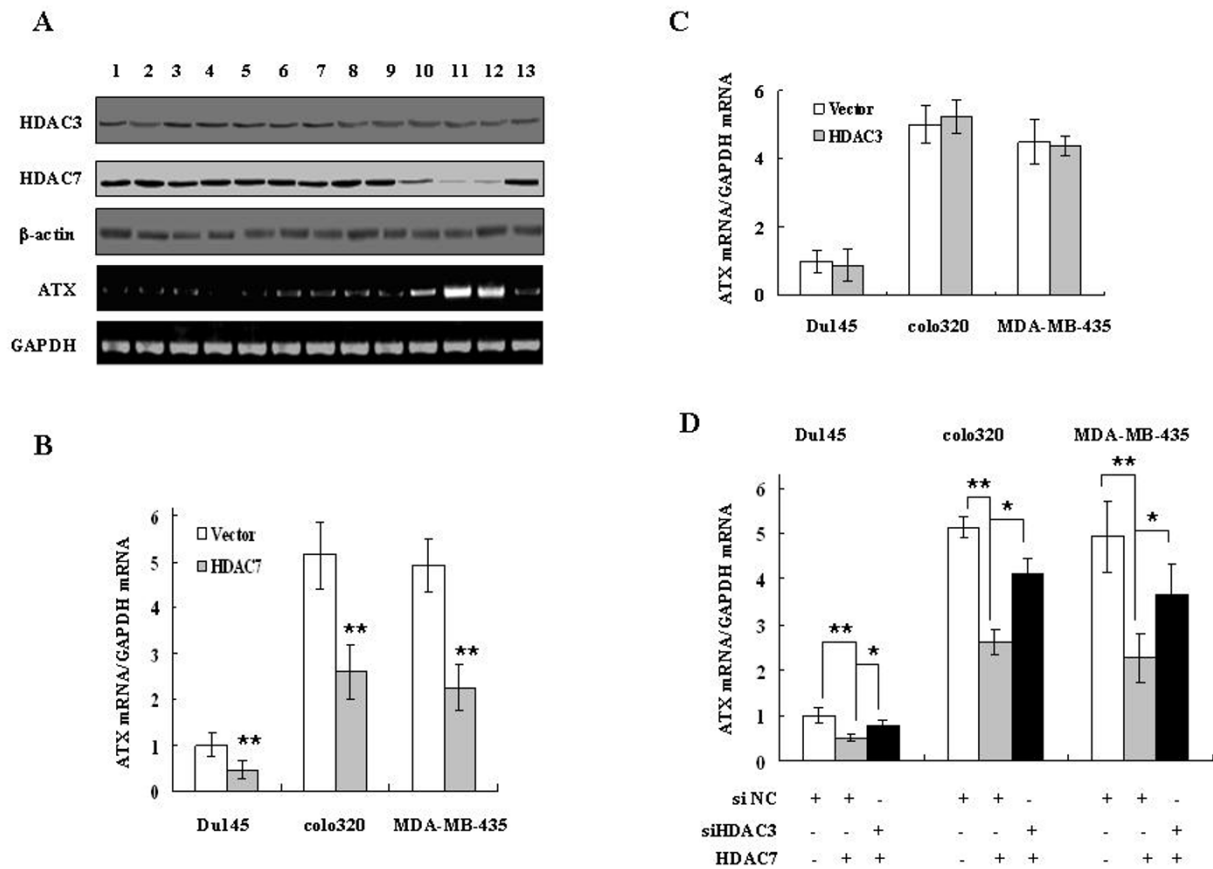 A
1 2 3 4 5 6 7 8 9 10 11 12 13
HDAC3
HDAC7
β-actin
ATX
GAPDH
B
ATX mRNA/GAPDH mRNA
6
5
4
3
2
1
0
Vector
HDAC7
**
**
**
Du145 colo320 MDA-MB-435
C
ATX mRNA/GAPDH mRNA
6
4
2
0
Vector
HDAC3
Du145 colo320 MDA-MB-435
D
Du145 colo320 MDA-MB-435
ATX mRNA/GAPDH mRNA
6
5
4
3
2
1
0
** *
** *
** *
si NC + + - + + - + + -
siHDAC3 - - + - - + - - +
HDAC7 - + + - + + - + +